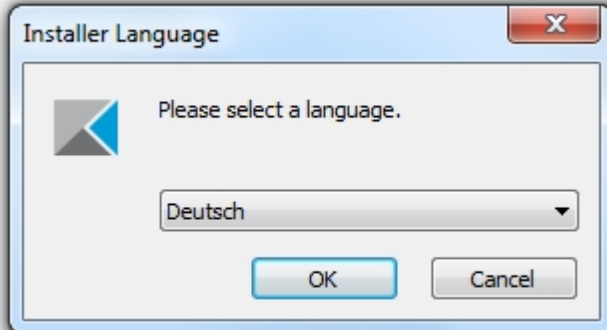 Installer Language
Please select a language.
Deutsch
OK
Cancel